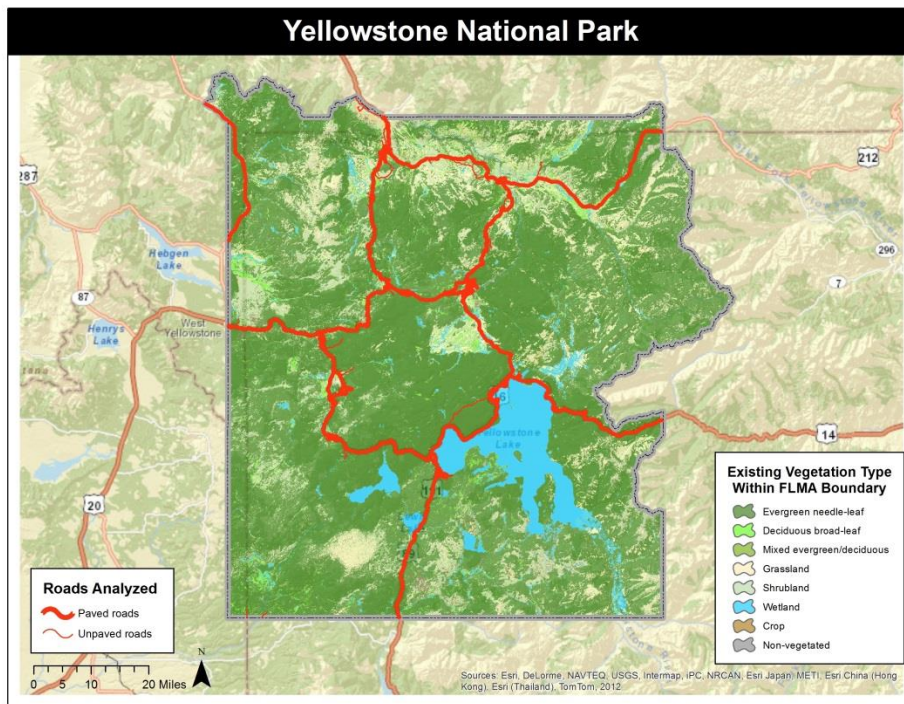 Yellowstone National Park
287
212
Hebgen
Lake
296
7
87
Henrys
Lake
West
Yellowstone
Lake
14
20
Existing Vegetation Type
Within FLMA Boundary
Evergreen needle-leaf
Deciduous broad-leaf
Mixed evergreen/deciduous
Grassland
Shrubland
Wetland
Crop
Non-vegetated
Roads Analyzed
Paved roads
Unpaved roads
N
0 5 10 20 Miles
Sources: Esri, DeLorme, NAVTEQ, USGS, Intermap, iPC, NRCAN, Esri Japan, METI, Esri China (Hong
Kong), Esri (Thailand), TomTom, 2012